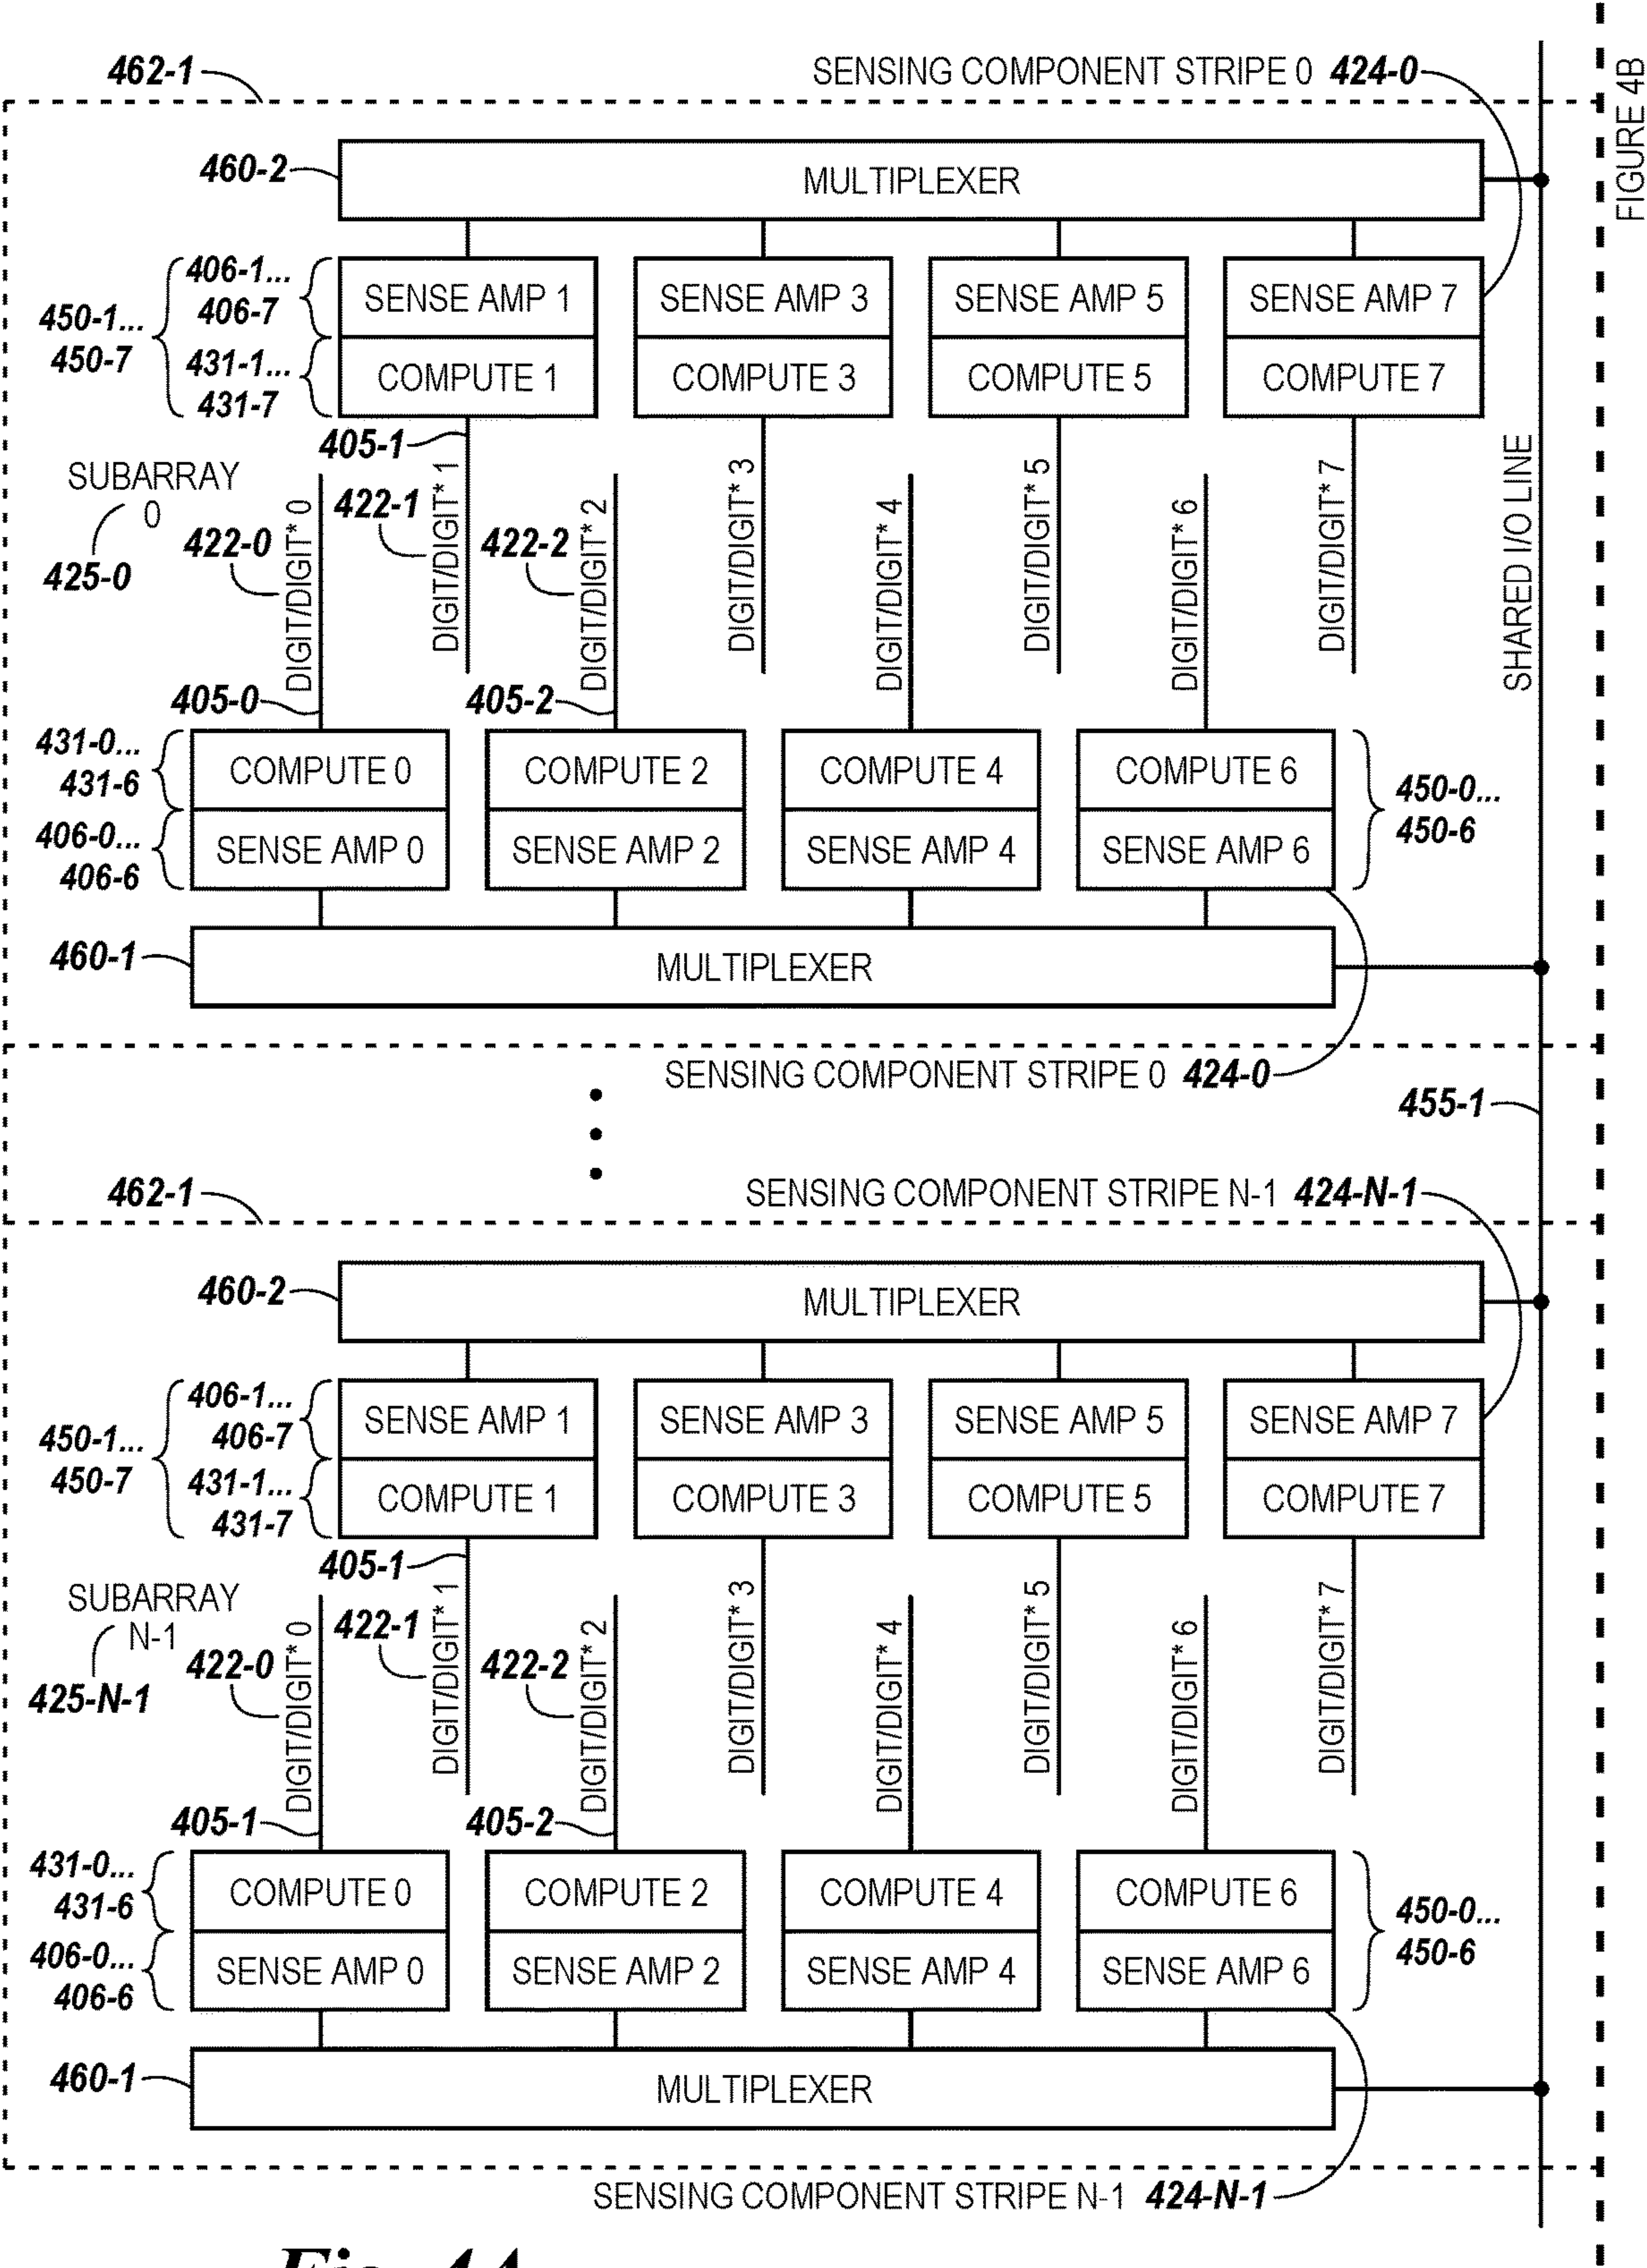 462-1
SENSING COMPONENT STRIPE 0 424-0
FIGURE 4B
460-2
MULTIPLEXER
450-1...
450-7
406-1...
406-7
431-1...
431-7
SENSE AMP 1
SENSE AMP 3
SENSE AMP 5
SENSE AMP 7
COMPUTE 1
COMPUTE 3
COMPUTE 5
COMPUTE 7
405-1
SUBARRAY
0
425-0
422-0
DIGIT/DIGIT* 0
422-1
DIGIT/DIGIT* 1
422-2
DIGIT/DIGIT* 2
DIGIT/DIGIT* 3
DIGIT/DIGIT* 4
DIGIT/DIGIT* 5
DIGIT/DIGIT* 6
DIGIT/DIGIT* 7
SHARED I/O LINE
405-0
405-2
431-0...
431-6
406-0...
406-6
COMPUTE 0
COMPUTE 2
COMPUTE 4
COMPUTE 6
SENSE AMP 0
SENSE AMP 2
SENSE AMP 4
SENSE AMP 6
450-0...
450-6
460-1
MULTIPLEXER
SENSING COMPONENT STRIPE 0 424-0
455-1
462-1
SENSING COMPONENT STRIPE N-1 424-N-1
460-2
MULTIPLEXER
450-1...
450-7
406-1...
406-7
431-1...
431-7
SENSE AMP 1
SENSE AMP 3
SENSE AMP 5
SENSE AMP 7
COMPUTE 1
COMPUTE 3
COMPUTE 5
COMPUTE 7
405-1
SUBARRAY
N-1
425-N-1
422-0
DIGIT/DIGIT* 0
422-1
DIGIT/DIGIT* 1
422-2
DIGIT/DIGIT* 2
DIGIT/DIGIT* 3
DIGIT/DIGIT* 4
DIGIT/DIGIT* 5
DIGIT/DIGIT* 6
DIGIT/DIGIT* 7
405-1
405-2
431-0...
431-6
406-0...
406-6
COMPUTE 0
COMPUTE 2
COMPUTE 4
COMPUTE 6
SENSE AMP 0
SENSE AMP 2
SENSE AMP 4
SENSE AMP 6
450-0...
450-6
460-1
MULTIPLEXER
SENSING COMPONENT STRIPE N-1 424-N-1
Fig. 4A